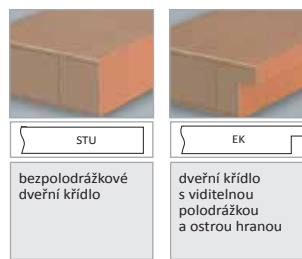 STU
EK
bezpolodrážkové
dveřní křídlo
dveřní křídlo
s viditelnou
polodrážkou
a ostrou hranou